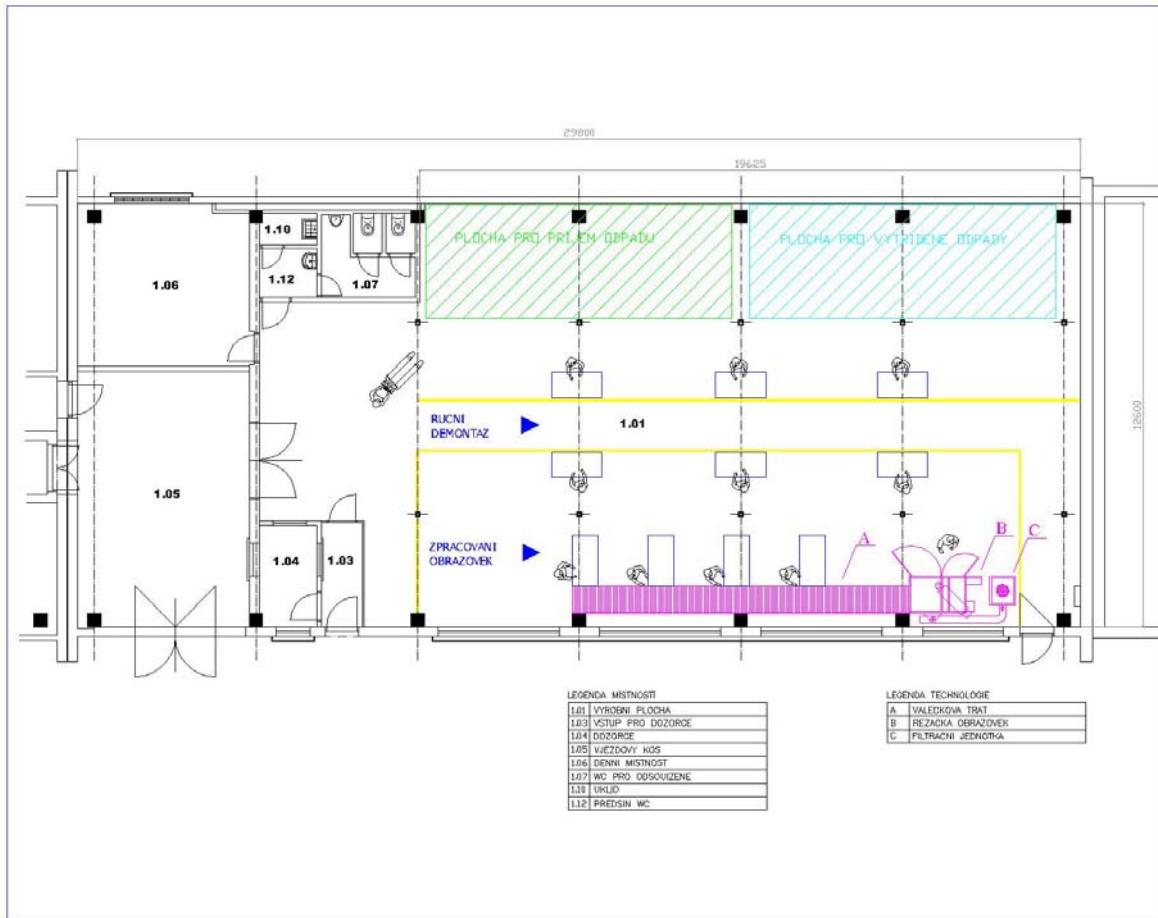 29800
19625
1.10
PLOCHA PRO PRIJEM ODPADU
PLOCHA PRO VYTRIDENE ODPADY
1.12
1.07
1.06
12600
RUCNI
DEMONTAZ
1.01
1.05
ZPRACOVANI
OBRAZOVEK
A
B
C
1.04
1.03
LEGENDA MISTNOSTI
1.01 VYROBNI PLOCHA
1.03 VSTUP PRO DOZORCE
1.04 DOZORCE
1.05 VJEZDOVY KOS
1.06 DENNI MISTNOST
1.07 WC PRO ODSOUZENE
1.10 UKLID
1.12 PREDSIN WC
LEGENDA TECHNOLOGIE
A VALECKOVA TRAT
B REZACKA OBRAZOVEK
C FILTRACNI JEDNOTKA